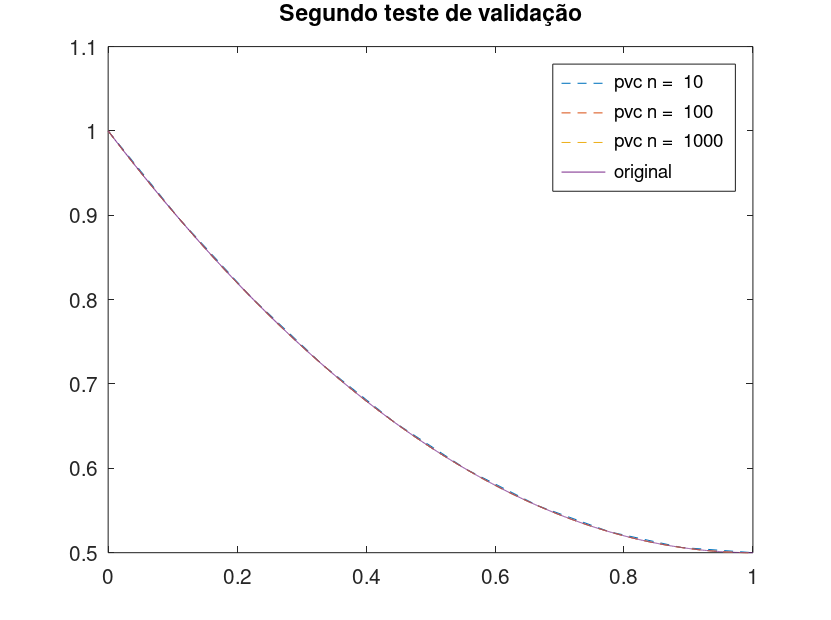 Segundo teste de validação
1.1
1
0.9
0.8
0.7
0.6
0.5
pvc n =  10
pvc n =  100
pvc n =  1000
original
0 0.2 0.4 0.6 0.8 1